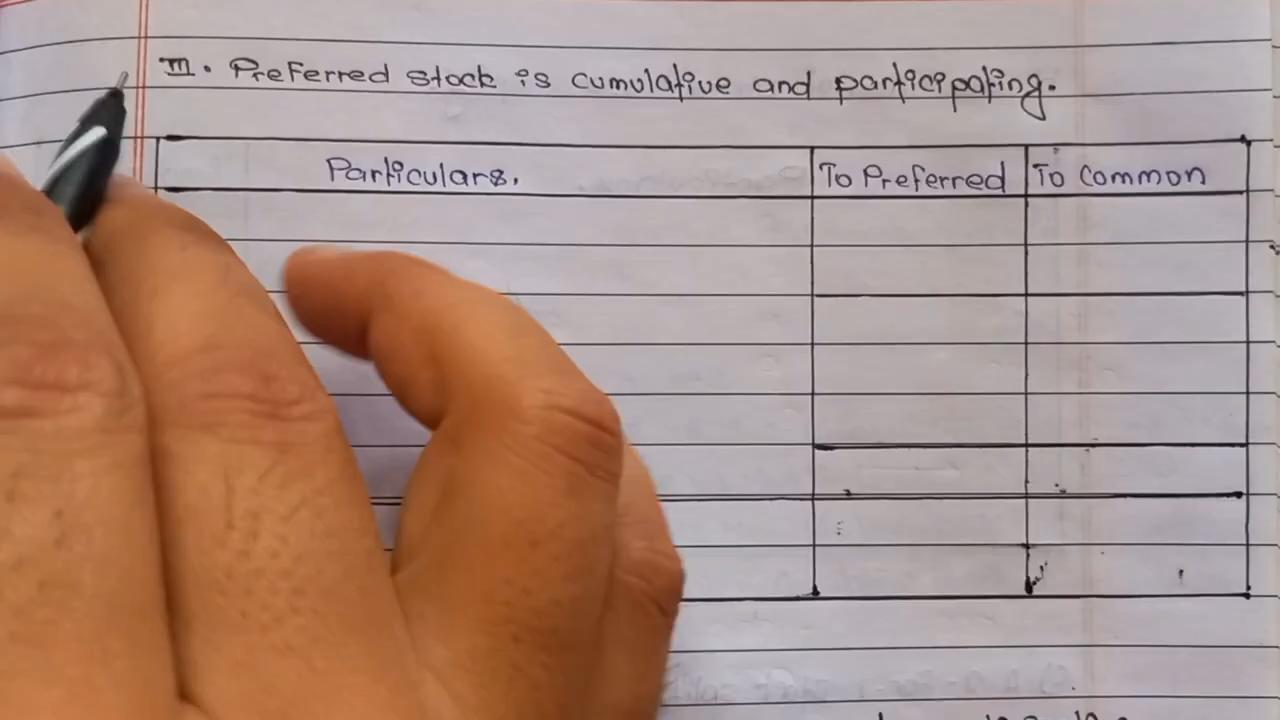 III. Preferred stock is cumulative and participating.
Particulars.
To Preferred
To Common